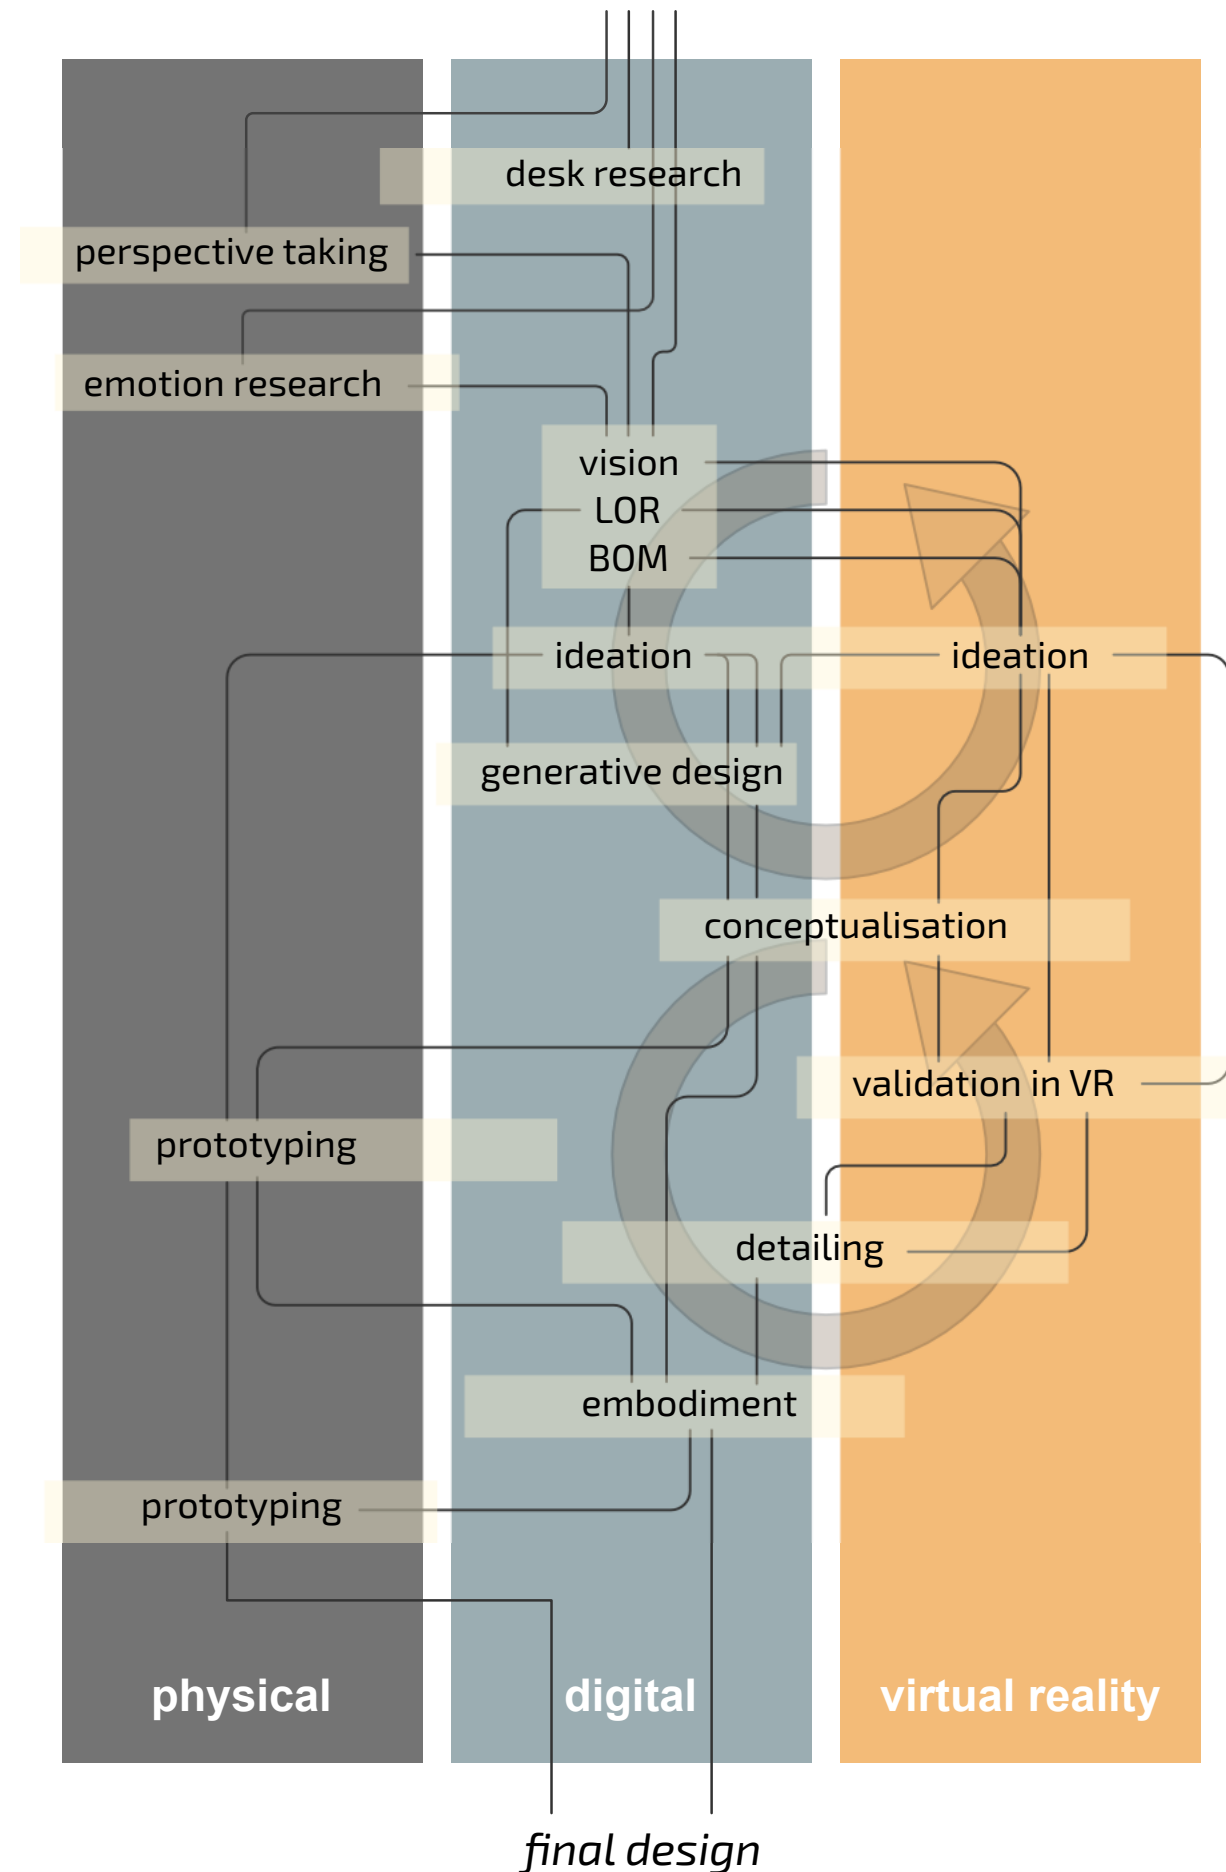 desk research
perspective taking
emotion research
vision
LOR
BOM
ideation
ideation
generative design
conceptualisation
validation in VR
prototyping
detailing
embodiment
prototyping
physical
digital
virtual reality
final design